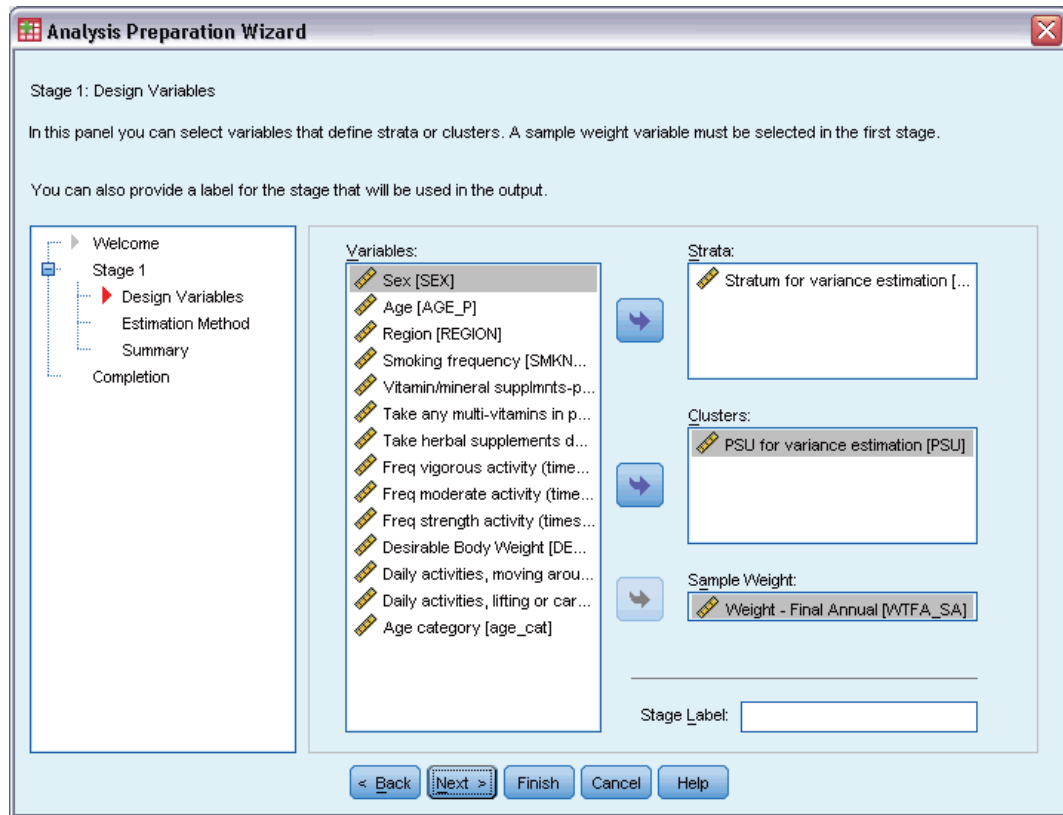 Analysis Preparation Wizard
Stage 1: Design Variables
In this panel you can select variables that define strata or clusters. A sample weight variable must be selected in the first stage.
You can also provide a label for the stage that will be used in the output.
Welcome
Stage 1
Design Variables
Estimation Method
Summary
Completion
Variables:
Sex [SEX]
Age [AGE_P]
Region [REGION]
Smoking frequency [SMKN...
Vitamin/mineral supplmnts-p...
Take any multi-vitamins in p...
Take herbal supplements d...
Freq vigorous activity (time...
Freq moderate activity (time...
Freq strength activity (times...
Desirable Body Weight [DE...
Daily activities, moving arou...
Daily activities, lifting or car...
Age category [age_cat]
Strata:
Stratum for variance estimation [...
Clusters:
PSU for variance estimation [PSU]
Sample Weight:
Weight - Final Annual [WTFA_SA]
Stage Label:
< Back
Next >
Finish
Cancel
Help